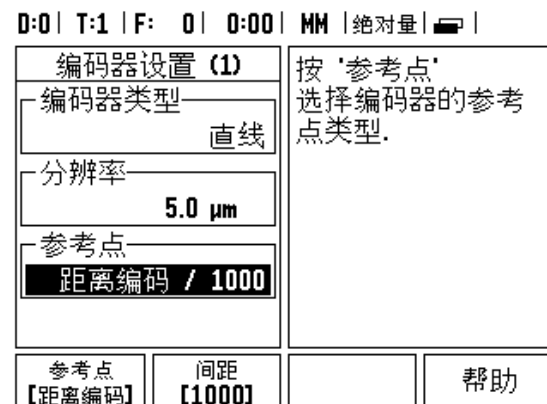 D:0| T:1 |F: 0| 0:00| MM |绝对量|
编码器设置 (1)
编码器类型
直线
分辨率
5.0 µm
参考点
距离编码 / 1000
按 '参考点'
选择编码器的参考
点类型.
参考点
[距离编码]
间距
[1000]
帮助